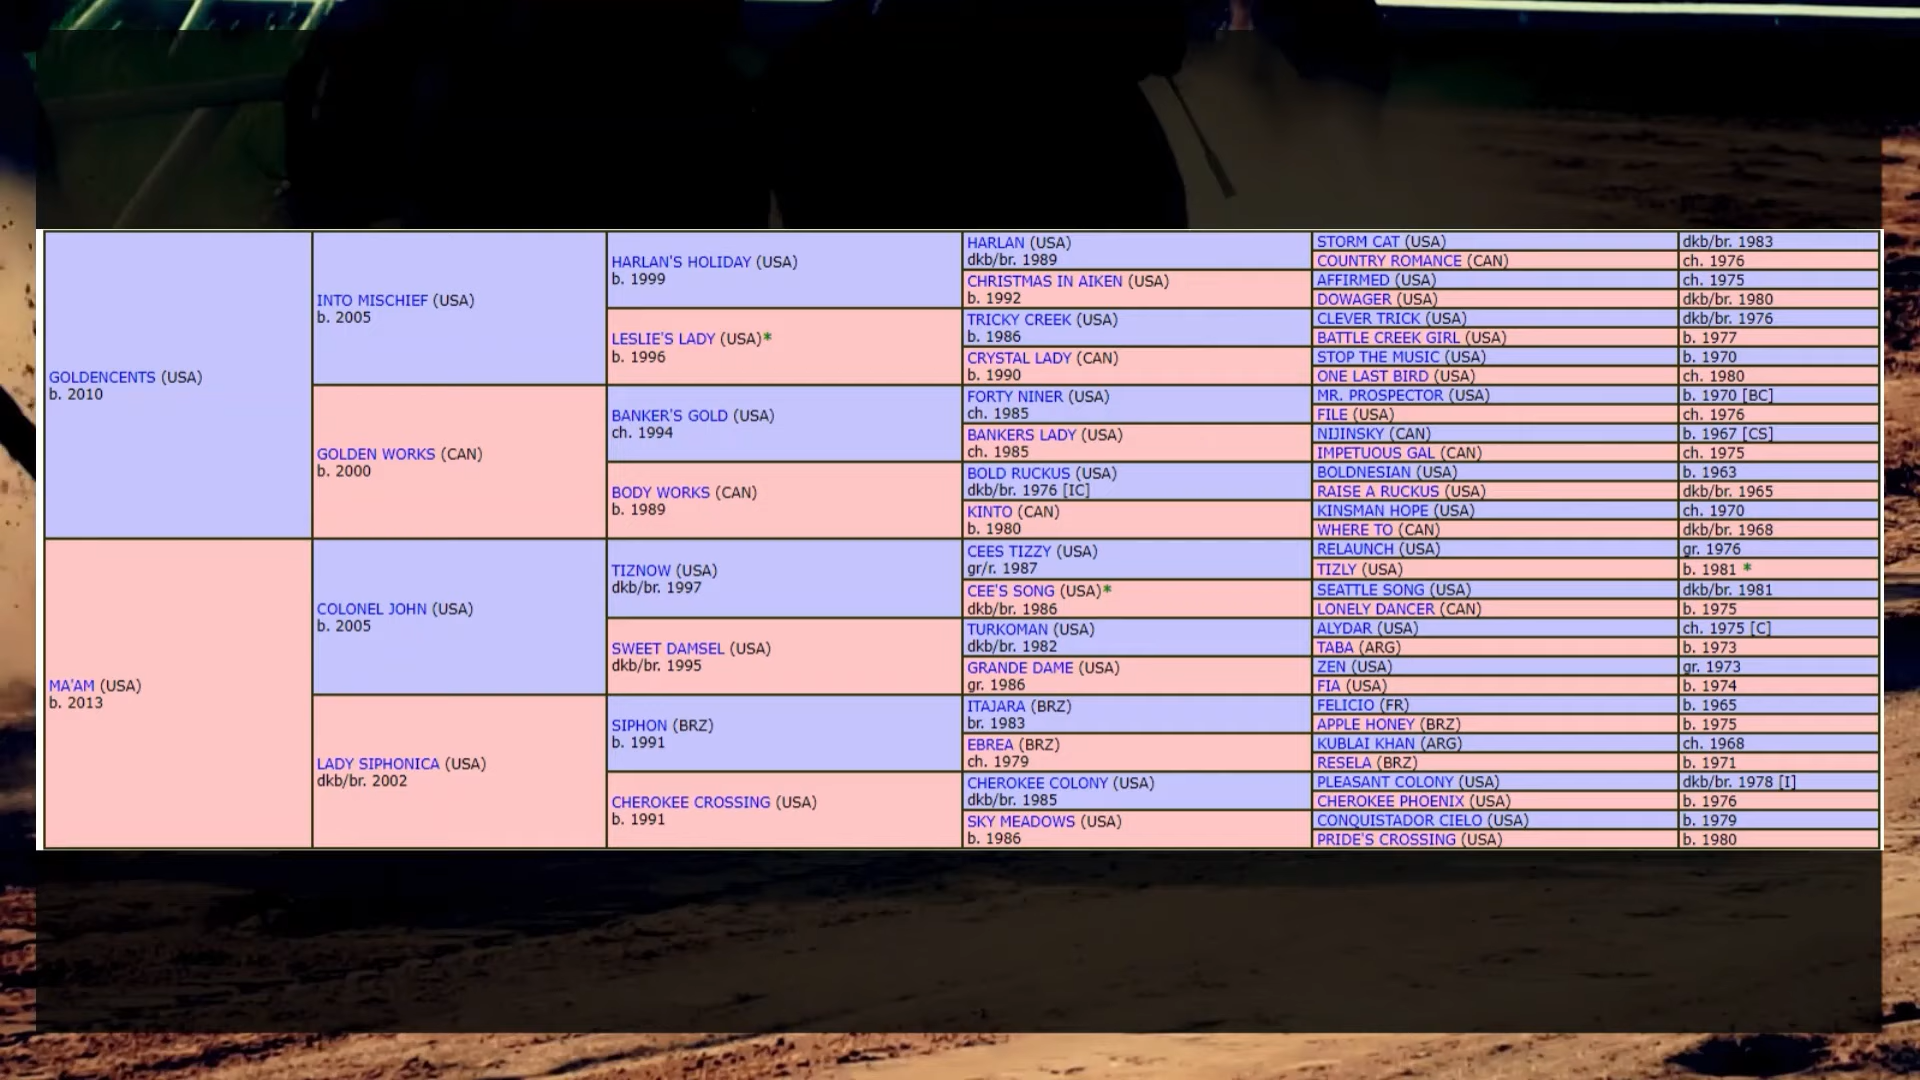 GOLDENCENTS (USA)
b. 2010
MA'AM (USA)
b. 2013
INTO MISCHIEF (USA)
b. 2005
GOLDEN WORKS (CAN)
b. 2000
COLONEL JOHN (USA)
b. 2005
LADY SIPHONICA (USA)
dkb/br. 2002
HARLAN'S HOLIDAY (USA)
b. 1999
LESLIE'S LADY (USA)*
b. 1996
BANKER'S GOLD (USA)
ch. 1994
BODY WORKS (CAN)
b. 1989
TIZNOW (USA)
dkb/br. 1997
SWEET DAMSEL (USA)
dkb/br. 1995
SIPHON (BRZ)
b. 1991
CHEROKEE CROSSING (USA)
b. 1991
HARLAN (USA)
dkb/br. 1989
CHRISTMAS IN AIKEN (USA)
b. 1992
TRICKY CREEK (USA)
b. 1986
CRYSTAL LADY (CAN)
b. 1990
FORTY NINER (USA)
ch. 1985
BANKERS LADY (USA)
ch. 1985
BOLD RUCKUS (USA)
dkb/br. 1976 [IC]
KINTO (CAN)
b. 1980
CEES TIZZY (USA)
gr/r. 1987
CEE'S SONG (USA)*
dkb/br. 1986
TURKOMAN (USA)
dkb/br. 1982
GRANDE DAME (USA)
gr. 1986
ITAJARA (BRZ)
br. 1983
EBREA (BRZ)
ch. 1979
CHEROKEE COLONY (USA)
dkb/br. 1985
SKY MEADOWS (USA)
b. 1986
STORM CAT (USA) dkb/br. 1983
COUNTRY ROMANCE (CAN) ch. 1976
AFFIRMED (USA) ch. 1975
DOWAGER (USA) dkb/br. 1980
CLEVER TRICK (USA) dkb/br. 1976
BATTLE CREEK GIRL (USA) b. 1977
STOP THE MUSIC (USA) b. 1970
ONE LAST BIRD (USA) ch. 1980
MR. PROSPECTOR (USA) b. 1970 [BC]
FILE (USA) ch. 1976
NIJINSKY (CAN) b. 1967 [CS]
IMPETUOUS GAL (CAN) ch. 1975
BOLDNESIAN (USA) b. 1963
RAISE A RUCKUS (USA) dkb/br. 1965
KINSMAN HOPE (USA) ch. 1970
WHERE TO (CAN) dkb/br. 1968
RELAUNCH (USA) gr. 1976
TIZLY (USA) b. 1981 *
SEATTLE SONG (USA) dkb/br. 1981
LONELY DANCER (CAN) b. 1975
ALYDAR (USA) ch. 1975 [C]
TABA (ARG) b. 1973
ZEN (USA) gr. 1973
FIA (USA) b. 1974
FELICIO (FR) b. 1965
APPLE HONEY (BRZ) b. 1975
KUBLAI KHAN (ARG) ch. 1968
RESELA (BRZ) b. 1971
PLEASANT COLONY (USA) dkb/br. 1978 [I]
CHEROKEE PHOENIX (USA) b. 1976
CONQUISTADOR CIELO (USA) b. 1979
PRIDE'S CROSSING (USA) b. 1980